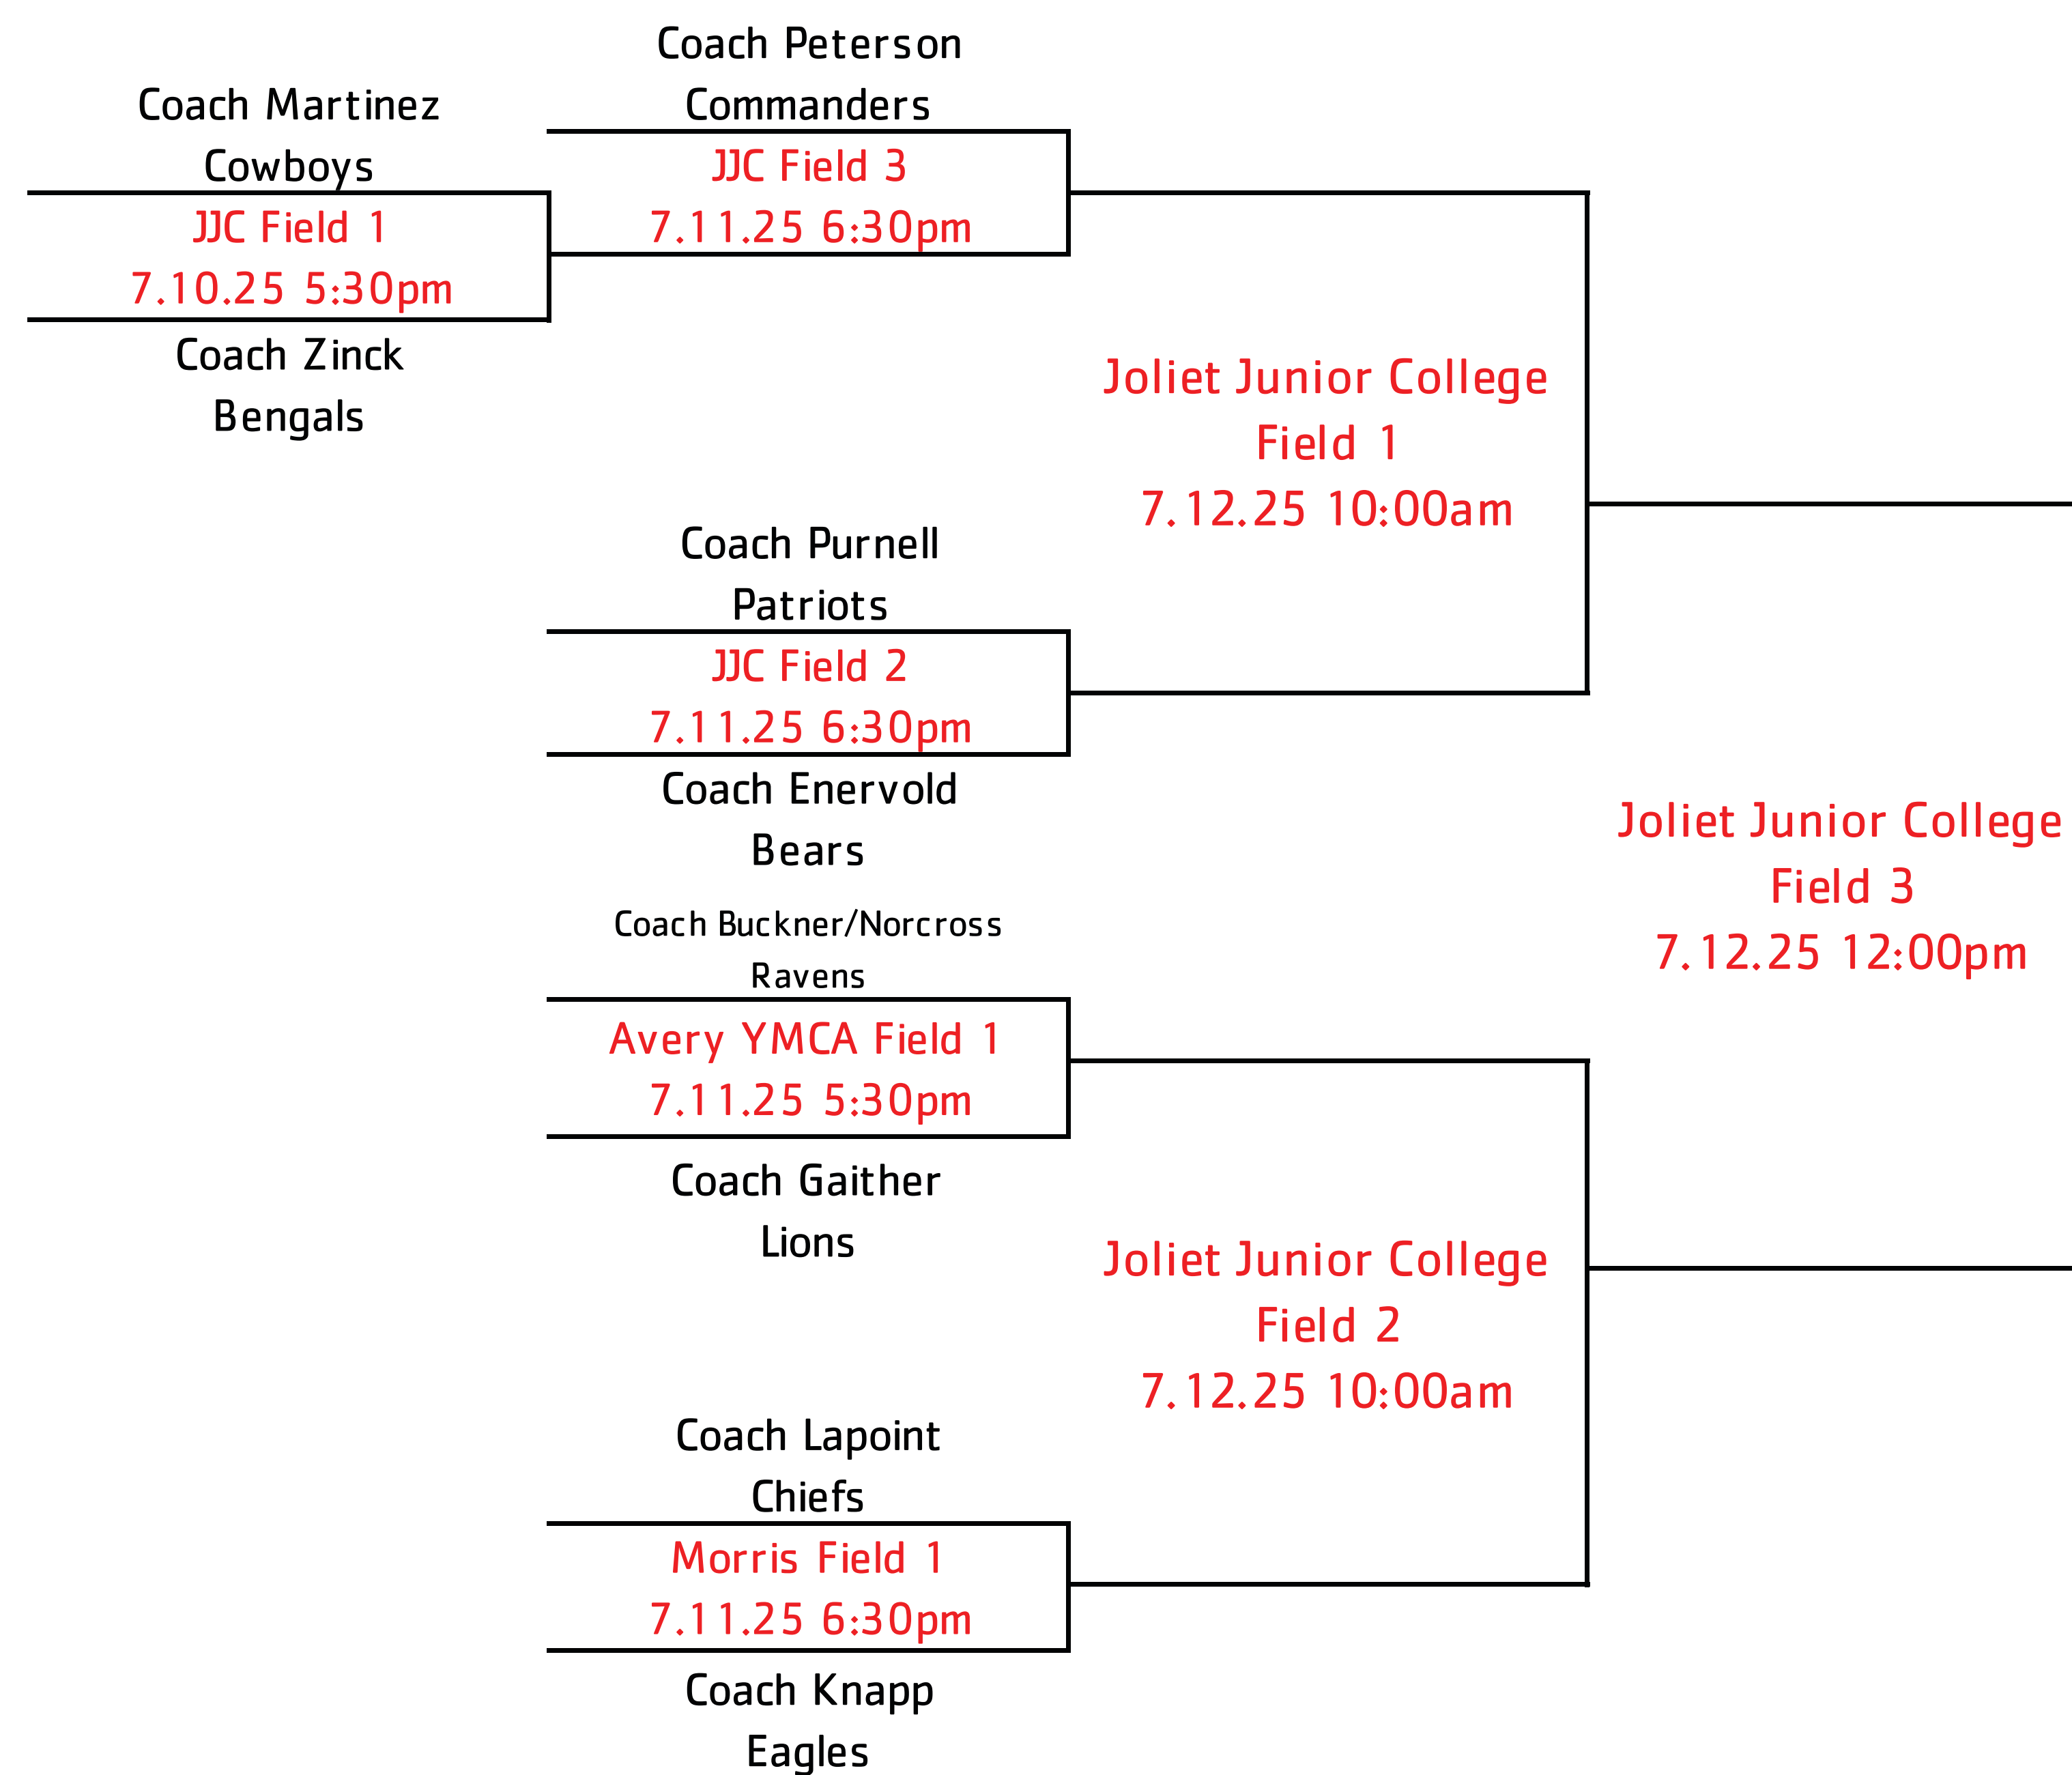 Coach Martinez
Cowboys
JJC Field 1
7.10.25 5:30pm
Coach Zinck
Bengals
Coach Peterson
Commanders
JJC Field 3
7.11.25 6:30pm
Coach Purnell
Patriots
JJC Field 2
7.11.25 6:30pm
Coach Enervold
Bears
Coach Buckner/Norcross
Ravens
Avery YMCA Field 1
7.11.25 5:30pm
Coach Gaither
Lions
Coach Lapoint
Chiefs
Morris Field 1
7.11.25 6:30pm
Coach Knapp
Eagles
Joliet Junior College
Field 1
7.12.25 10:00am
Joliet Junior College
Field 2
7.12.25 10:00am
Joliet Junior College
Field 3
7.12.25 12:00pm